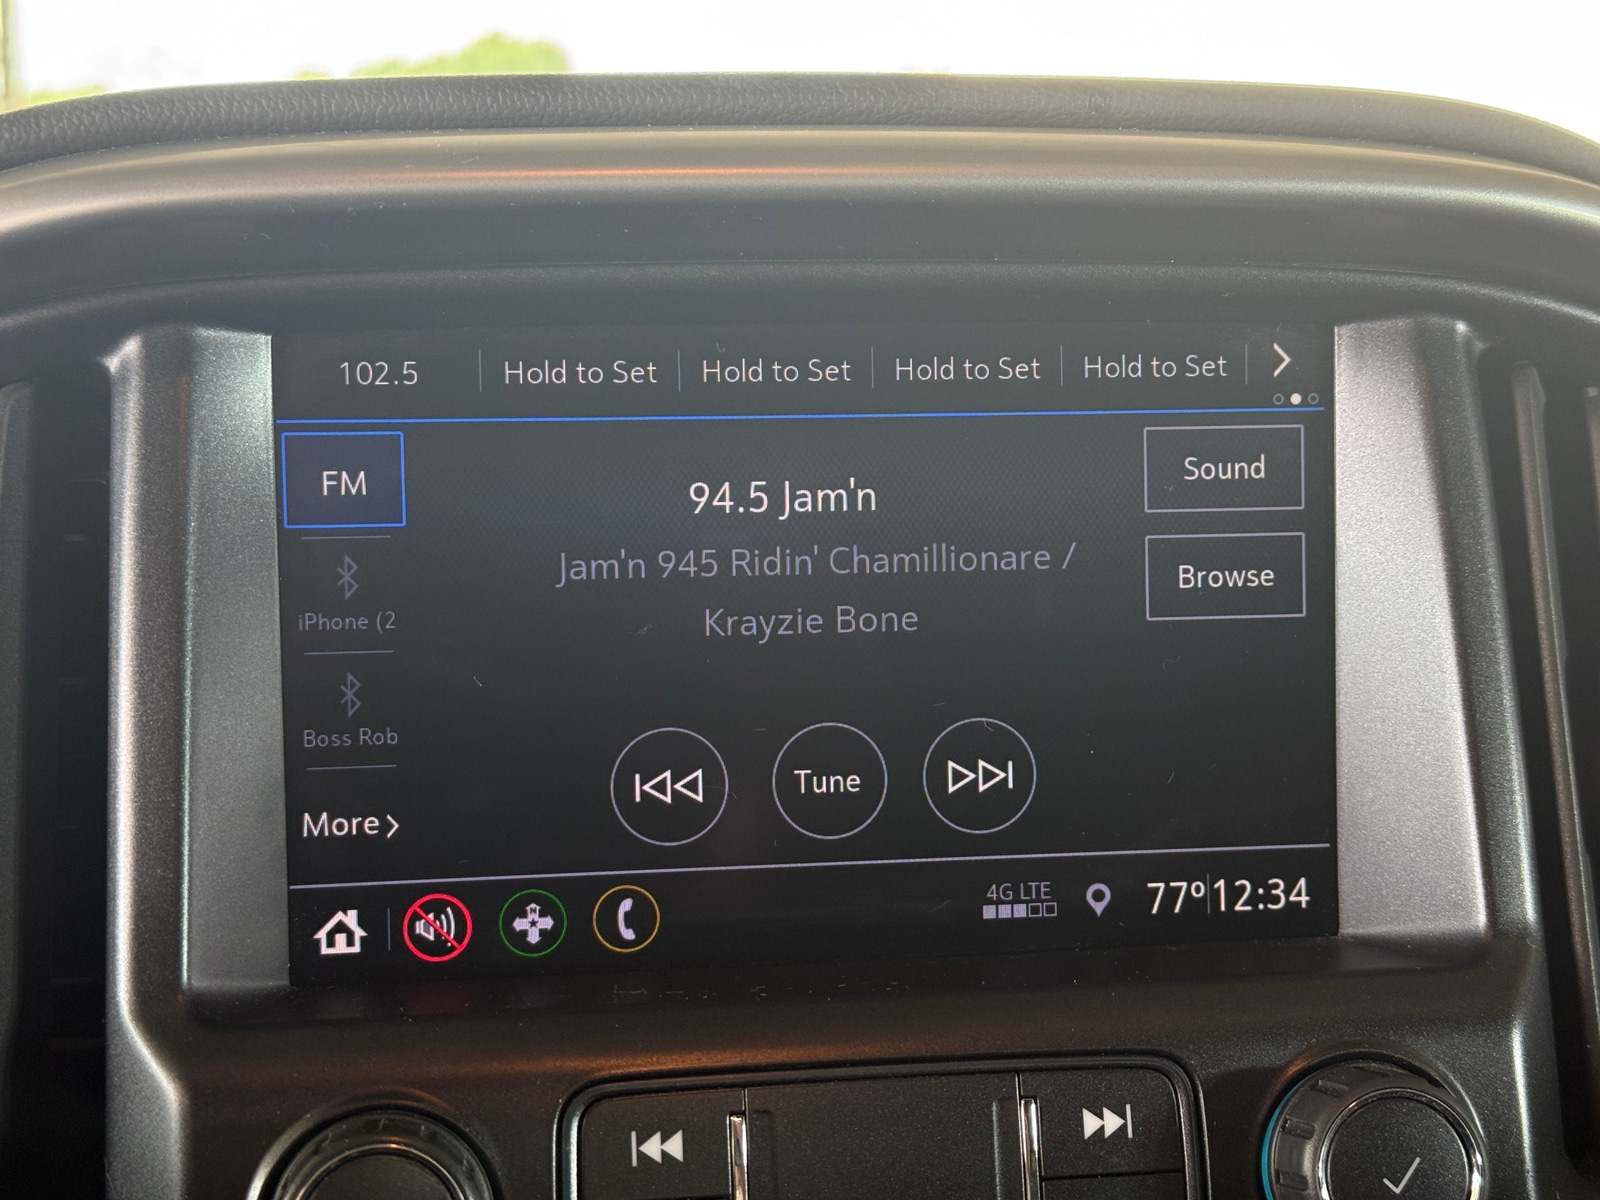 102.5 Hold to Set Hold to Set Hold to Set Hold to Set
FM
94.5 Jam'n
Sound
Jam'n 945 Ridin' Chamillionare /
Krayzie Bone
Browse
iPhone (2
Boss Rob
More
Tune
4G LTE
77° 12:34